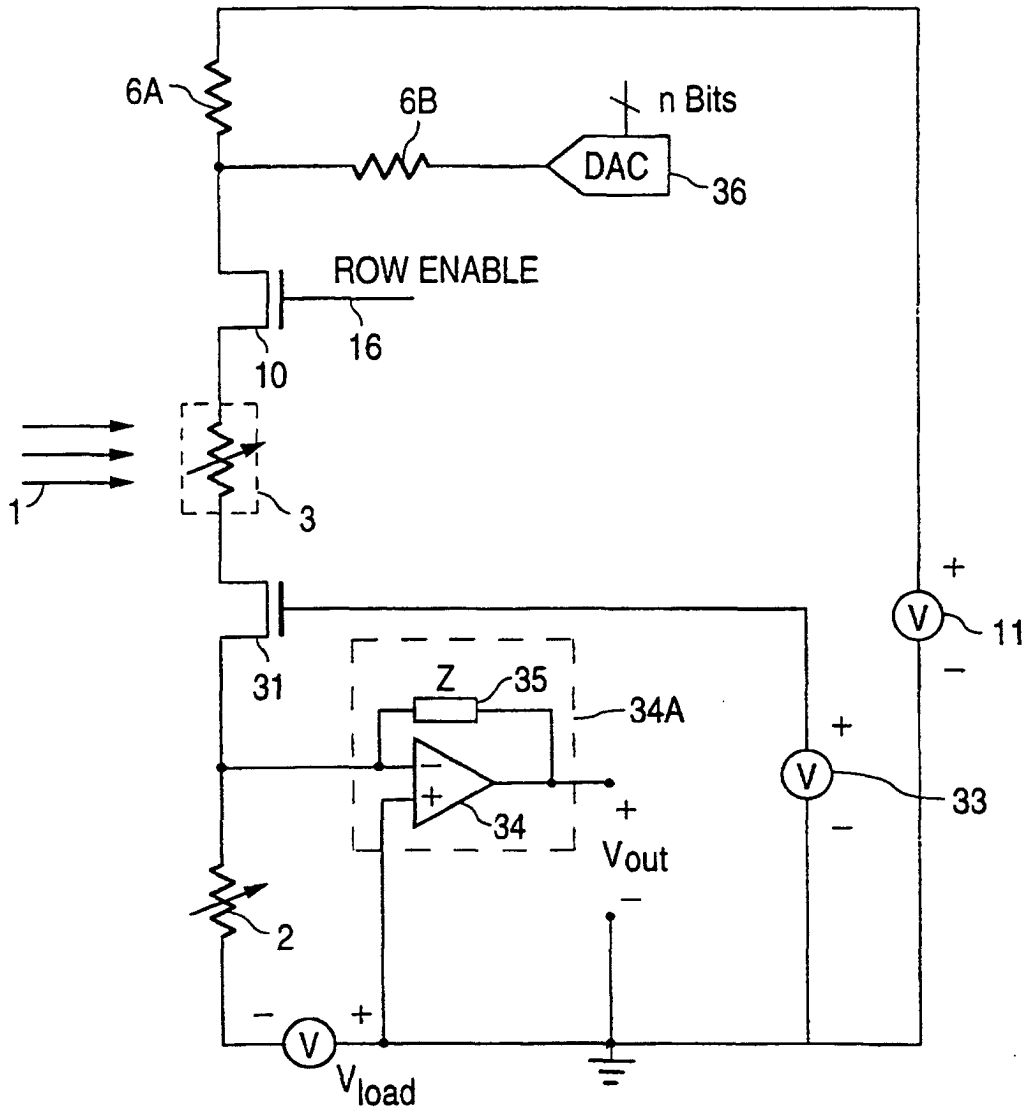 6A
6B
n Bits
DAC
36
ROW ENABLE
16
10
1
3
+
V
11
−
31
Z
35
34A
−
+
34
+
V
33
−
+
Vout
−
2
−
V
+
Vload